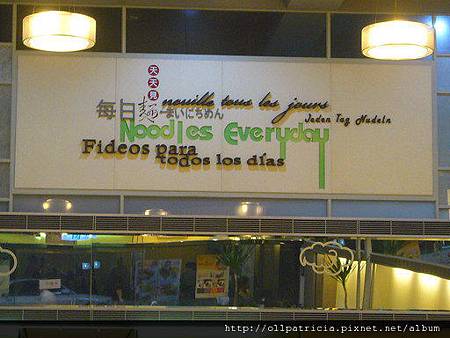 天天見
nouille tous les jours
每日麵まいにちめん
Jeden Tag Nudeln
Noodles Everyday
Fideos para
todos los días
http://ollpatricia.pixnet.net/album